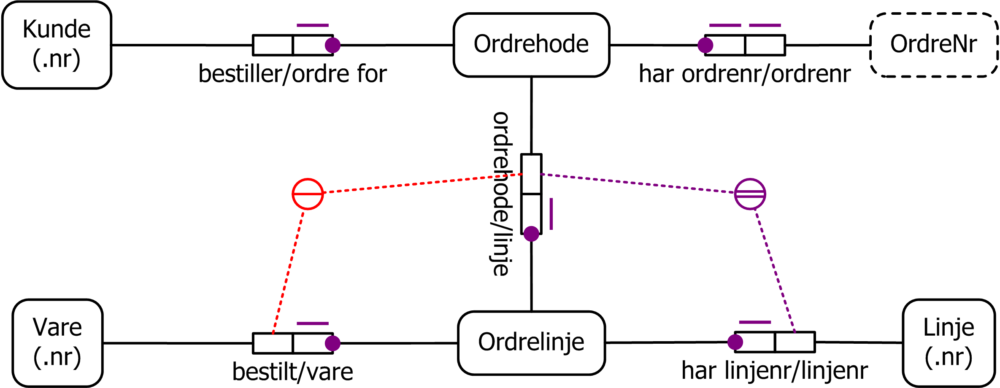 Kunde
(.nr)
bestiller/ordre for
Ordrehode
har ordrenr/ordrenr
OrdreNr
ordrehode/linje
Vare
(.nr)
bestilt/vare
Ordrelinje
har linjenr/linjenr
Linje
(.nr)